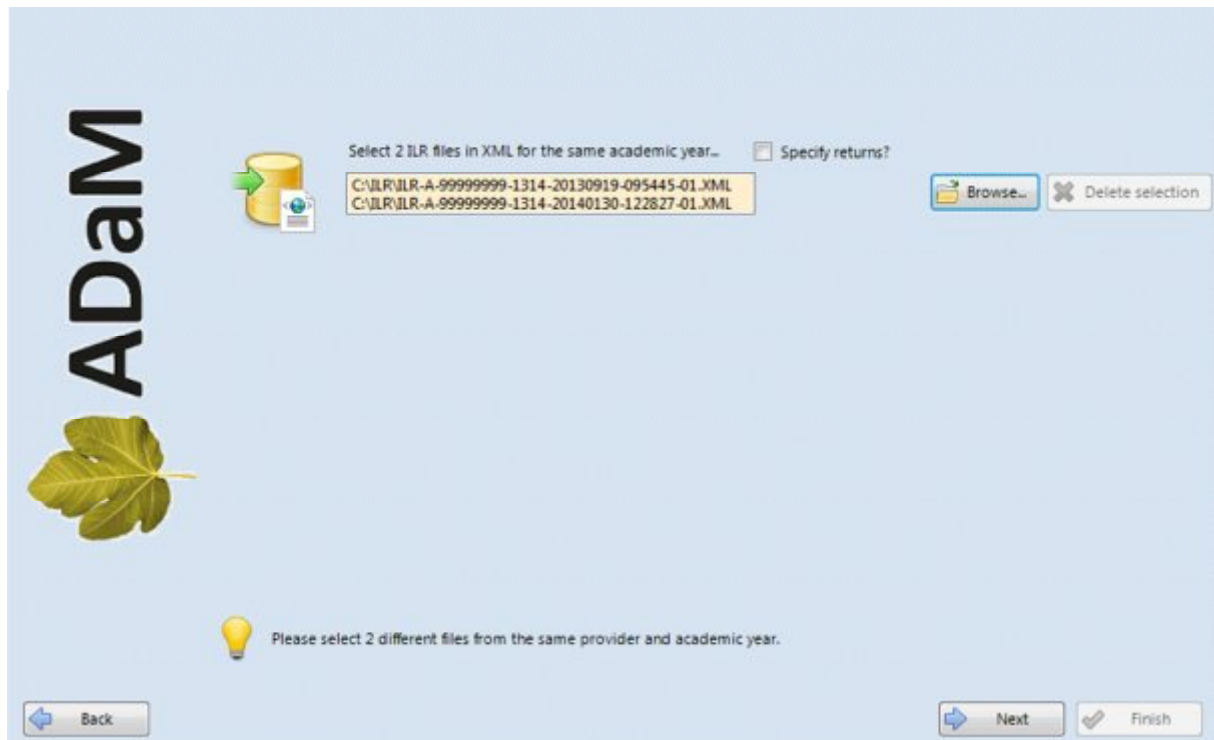 ADaM
Select 2 ILR files in XML for the same academic year... Specify returns?
C:\ILR\ILR-A-99999999-1314-20130919-095445-01.XML
C:\ILR\ILR-A-99999999-1314-20140130-122827-01.XML
Browse... Delete selection
Please select 2 different files from the same provider and academic year.
Back Next Finish